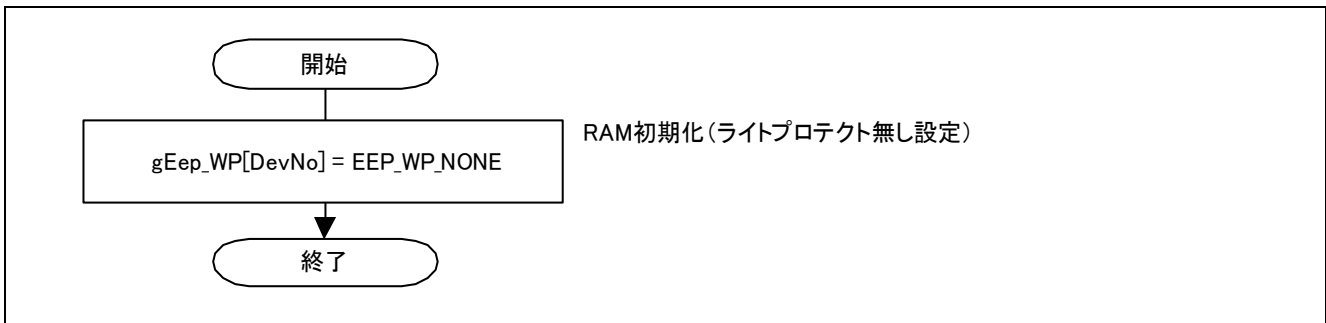 開始
RAM初期化（ライトプロテクト無し設定）
gEep_WP[DevNo] = EEP_WP_NONE
終了